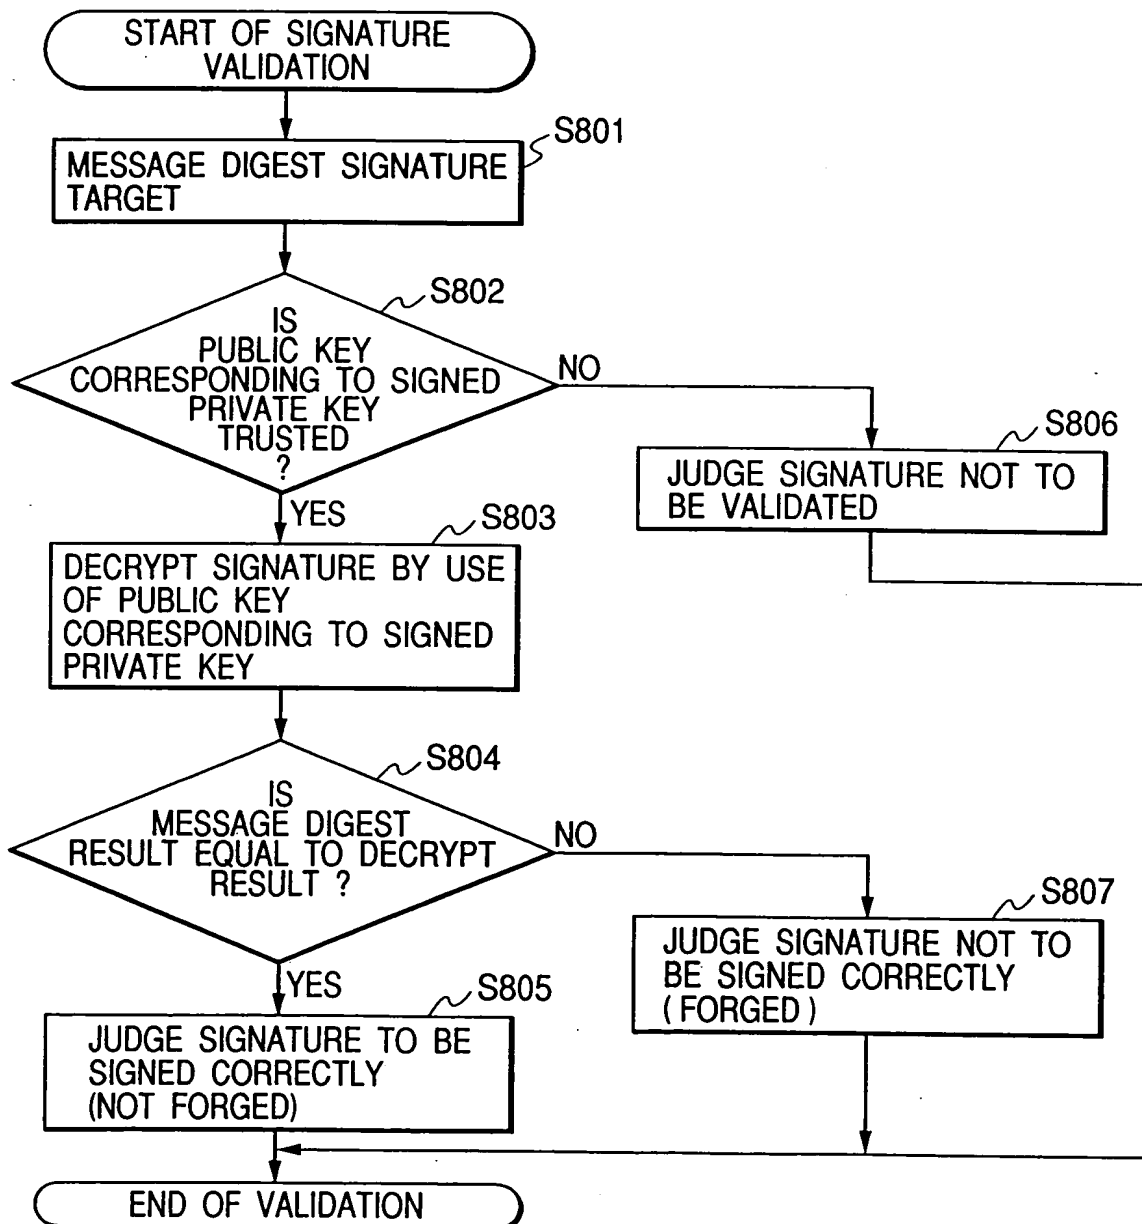 START OF SIGNATURE
VALIDATION
S801
MESSAGE DIGEST SIGNATURE
TARGET
S802
IS
PUBLIC KEY
CORRESPONDING TO SIGNED
PRIVATE KEY
TRUSTED
?
NO
YES
S806
JUDGE SIGNATURE NOT TO
BE VALIDATED
S803
DECRYPT SIGNATURE BY USE
OF PUBLIC KEY
CORRESPONDING TO SIGNED
PRIVATE KEY
S804
IS
MESSAGE DIGEST
RESULT EQUAL TO DECRYPT
RESULT ?
NO
YES
S807
JUDGE SIGNATURE NOT TO
BE SIGNED CORRECTLY
(FORGED)
S805
JUDGE SIGNATURE TO BE
SIGNED CORRECTLY
(NOT FORGED)
END OF VALIDATION